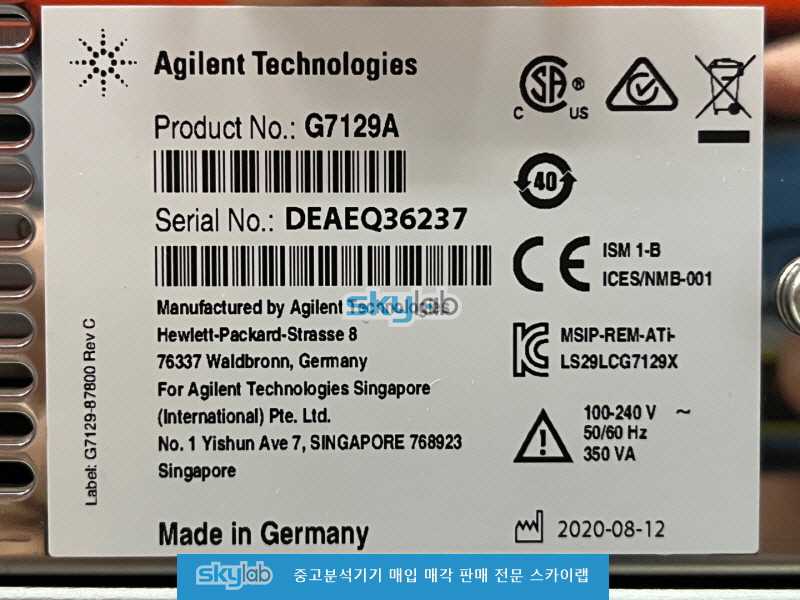 Agilent Technologies
Product No.: G7129A
Serial No.: DEAEQ36237
Manufactured by Agilent Technologies
Hewlett-Packard-Strasse 8
76337 Waldbronn, Germany
For Agilent Technologies Singapore
(International) Pte. Ltd.
No. 1 Yishun Ave 7, SINGAPORE 768923
Singapore
Made in Germany
Label: G7129-87800 Rev C
C SA ® US
40
CE ISM 1-B
ICES/NMB-001
MSIP-REM-ATi-
LS29LCG7129X
100-240 V ~
50/60 Hz
350 VA
2020-08-12
skylab
skylab 중고분석기기 매입 매각 판매 전문 스카이랩